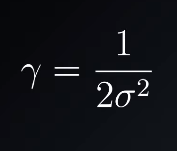 γ = 1 / 2σ²